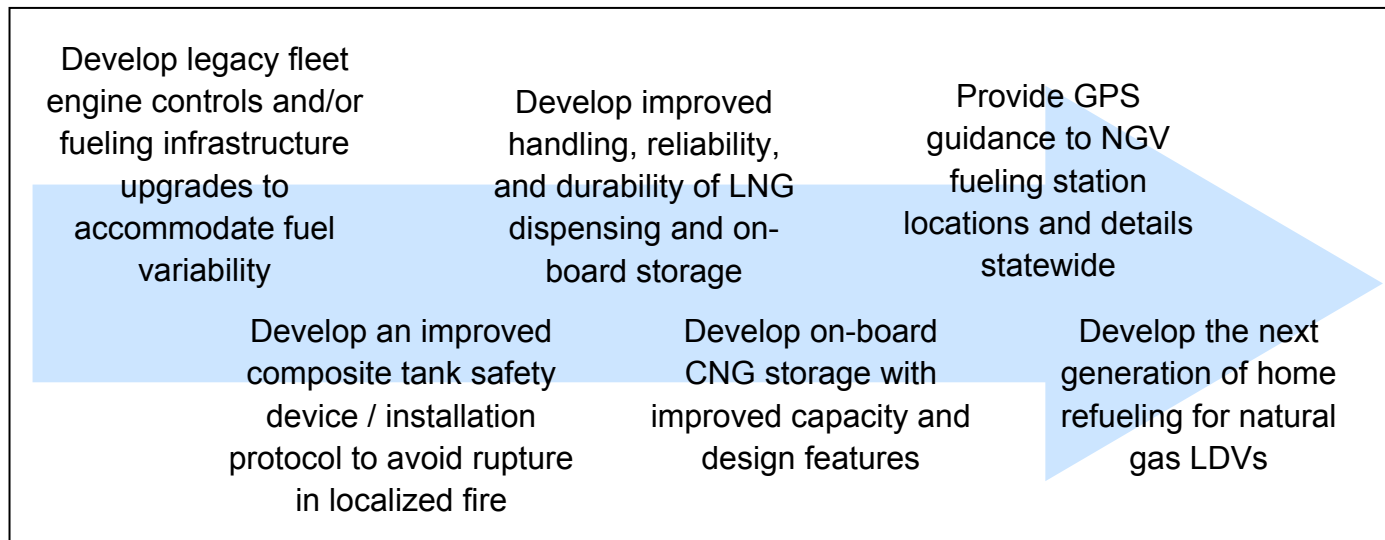 Develop legacy fleet
engine controls and/or
fueling infrastructure
upgrades to
accommodate fuel
variability
Develop an improved
composite tank safety
device / installation
protocol to avoid rupture
in localized fire
Develop improved
handling, reliability,
and durability of LNG
dispensing and on-
board storage
Develop on-board
CNG storage with
improved capacity and
design features
Provide GPS
guidance to NGV
fueling station
locations and details
statewide
Develop the next
generation of home
refueling for natural
gas LDVs